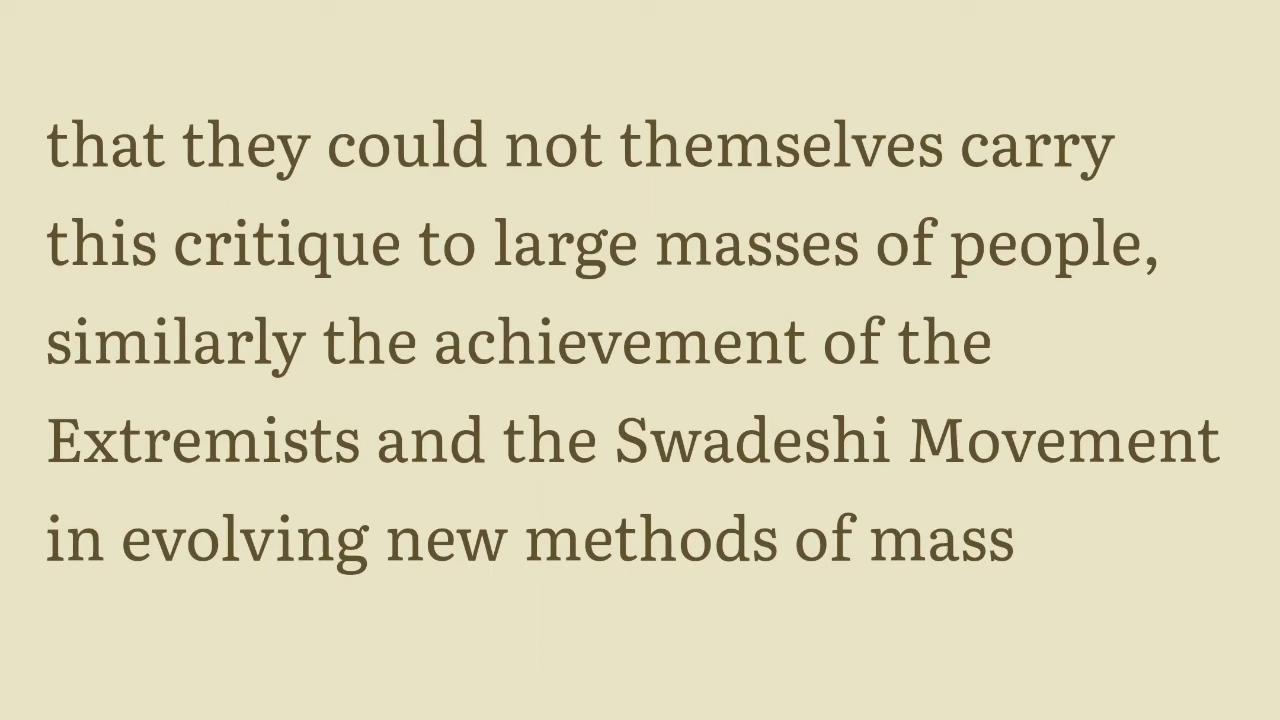 that they could not themselves carry
this critique to large masses of people,
similarly the achievement of the
Extremists and the Swadeshi Movement
in evolving new methods of mass